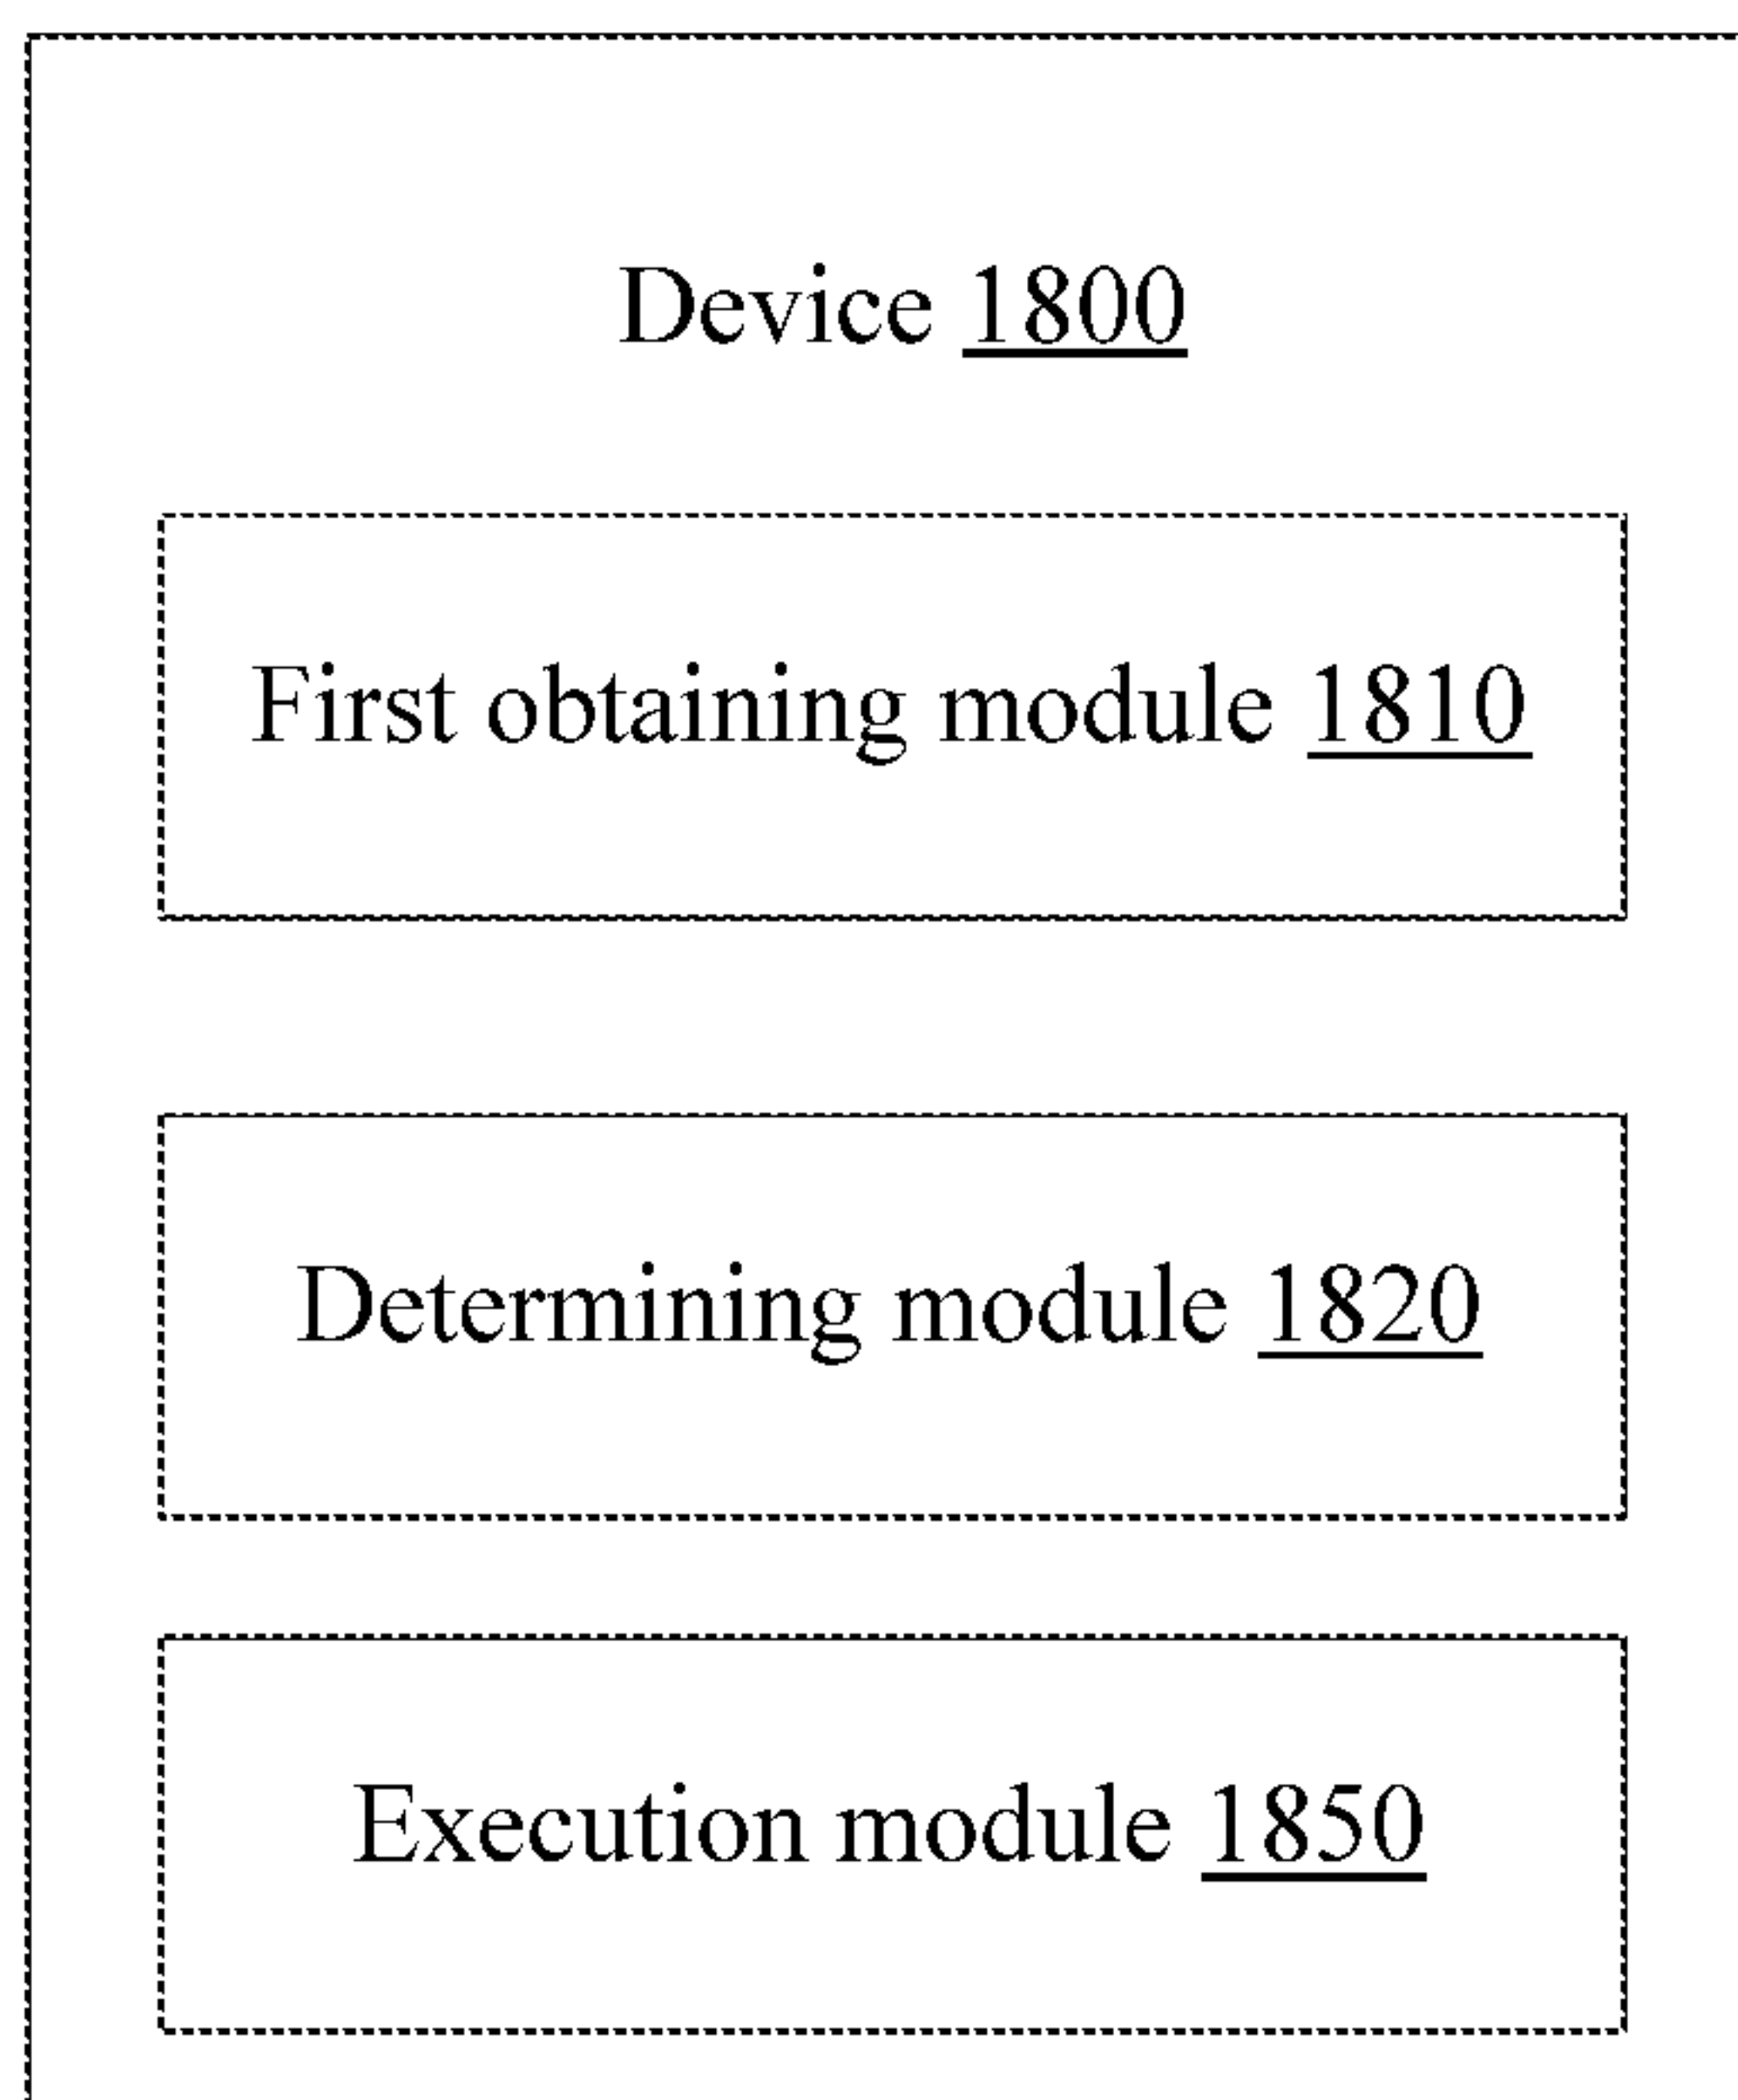 Device 1800
First obtaining module 1810
Determining module 1820
Execution module 1850